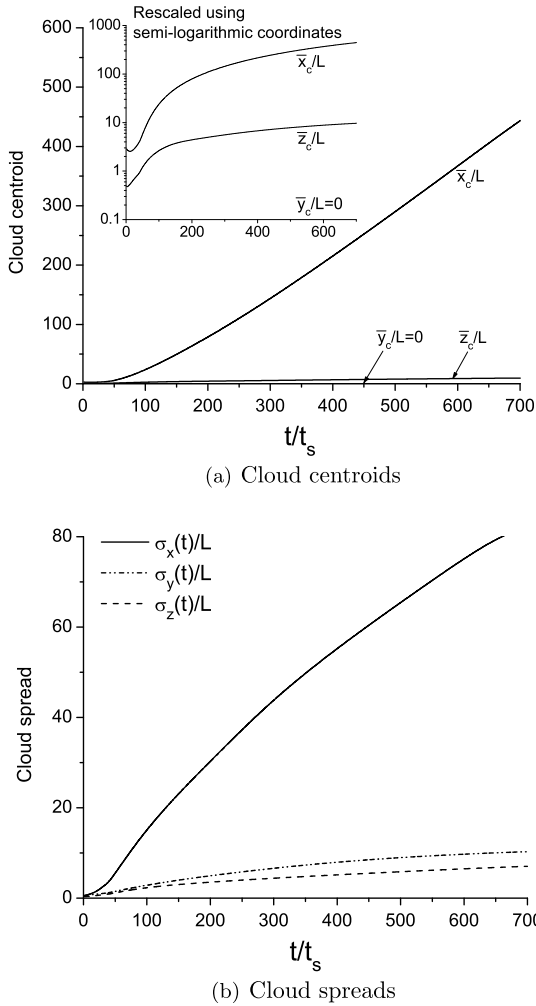 Rescaled using
semi-logarithmic coordinates
600
500
400
300
200
100
0
Cloud centroid
1000
100
10
1
0.1
x̅c/L
z̅c/L
y̅c/L=0
0 200 400 600
x̅c/L
y̅c/L=0
z̅c/L
0 100 200 300 400 500 600 700
t/ts
(a) Cloud centroids
80
60
40
20
0
Cloud spread
σx(t)/L
σy(t)/L
σz(t)/L
0 100 200 300 400 500 600 700
t/ts
(b) Cloud spreads